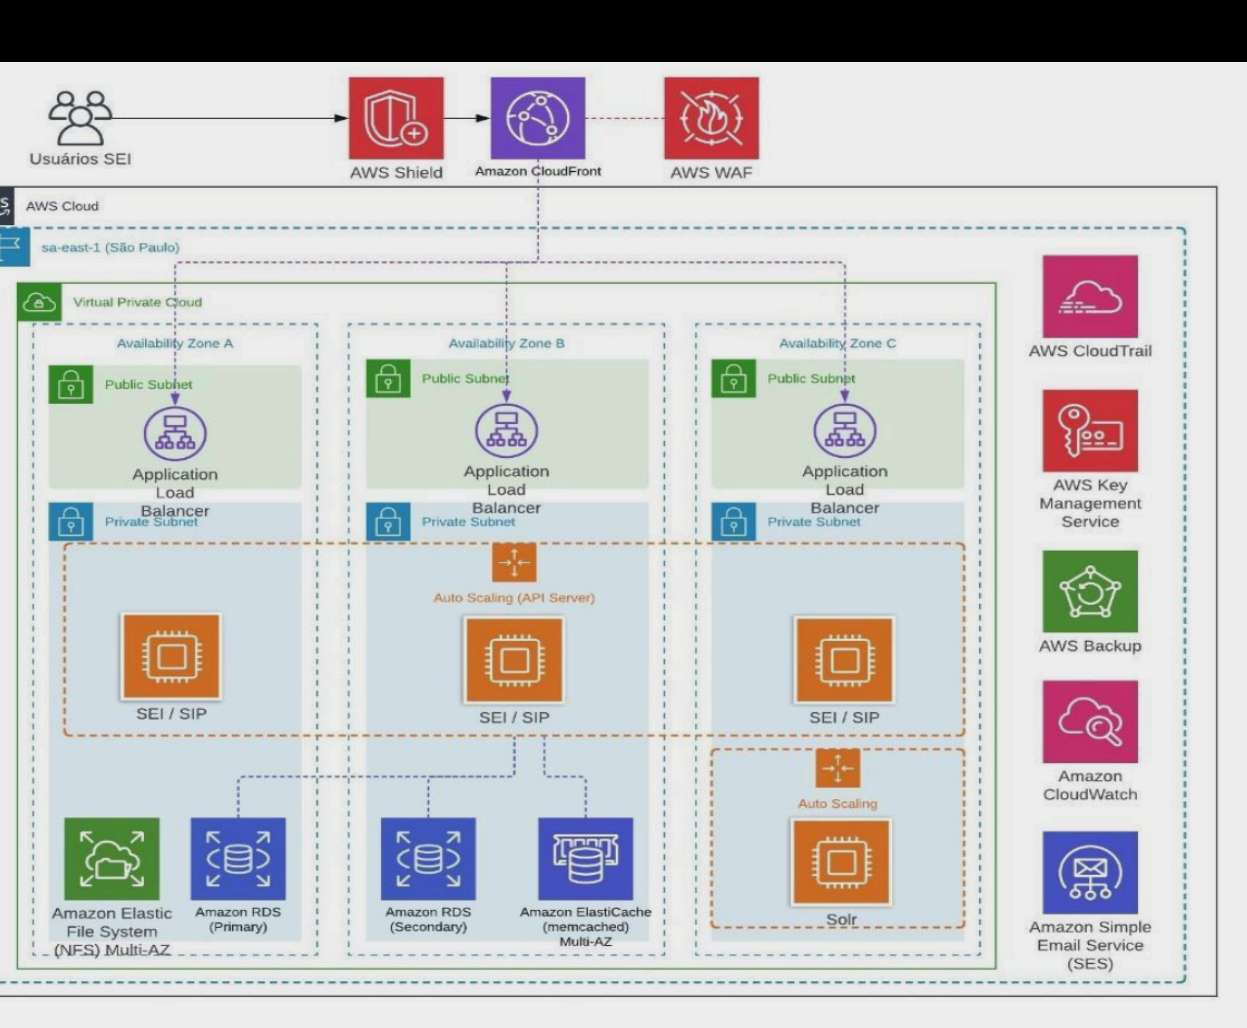 Usuários SEI
AWS Shield
Amazon CloudFront
AWS WAF
AWS Cloud
sa-east-1 (São Paulo)
Virtual Private Cloud
Availability Zone A
Availability Zone B
Availability Zone C
Public Subnet
Public Subnet
Public Subnet
Application
Load
Balancer
Application
Load
Balancer
Application
Load
Balancer
Private Subnet
Private Subnet
Private Subnet
Auto Scaling (API Server)
SEI / SIP
SEI / SIP
SEI / SIP
Auto Scaling
Solr
Amazon Elastic
File System
(NFS) Multi-AZ
Amazon RDS
(Primary)
Amazon RDS
(Secondary)
Amazon ElastiCache
(memcached)
Multi-AZ
AWS CloudTrail
AWS Key
Management
Service
AWS Backup
Amazon
CloudWatch
Amazon Simple
Email Service
(SES)